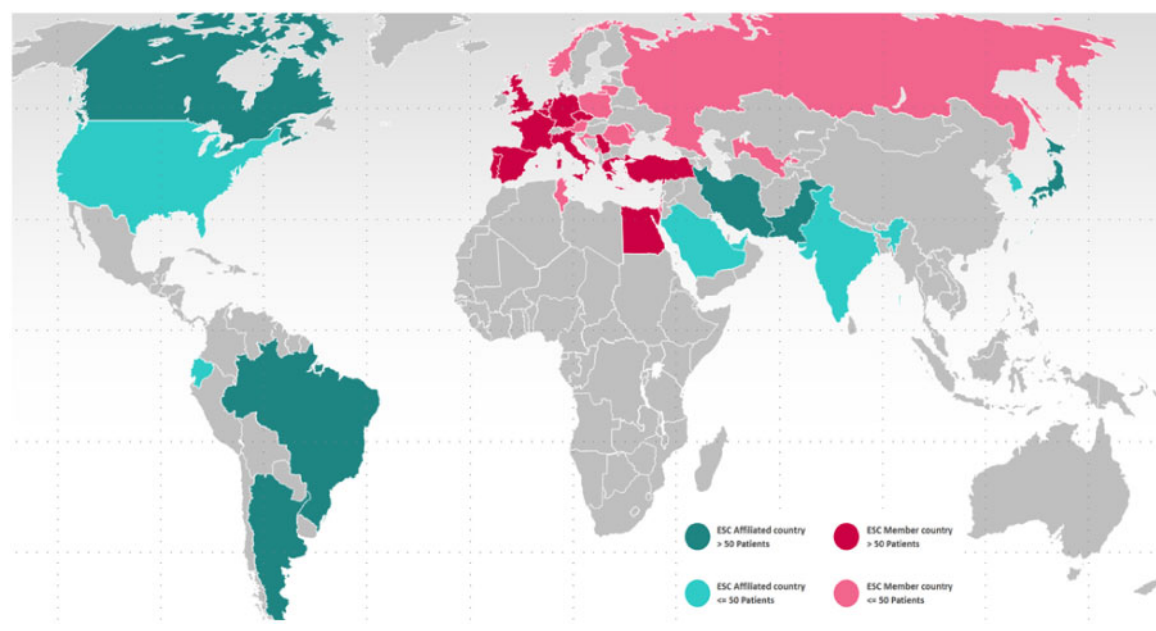 ESC Affiliated country
> 50 Patients
ESC Member country
> 50 Patients
ESC Affiliated country
<= 50 Patients
ESC Member country
<= 50 Patients